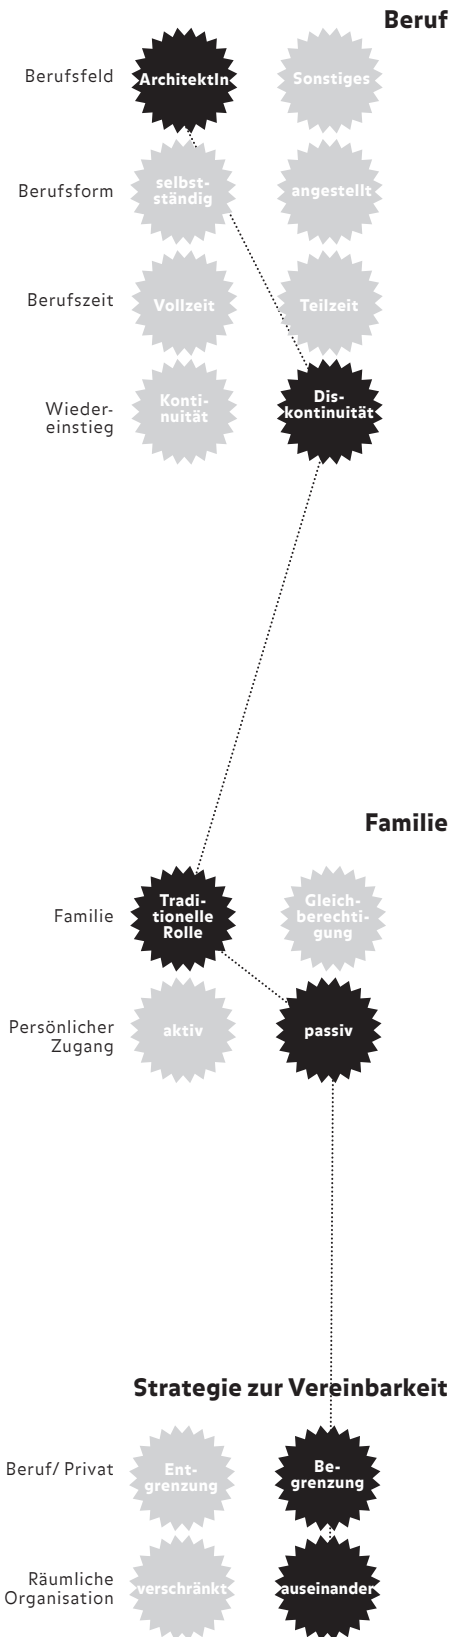 Beruf
Berufsfeld
ArchitektIn
Sonstiges
Berufsform
selbst-
ständig
angestellt
Berufszeit
Vollzeit
Teilzeit
Wieder-
einstieg
Konti-
nuität
Dis-
kontinuität
Familie
Familie
Tradi-
tionelle
Rolle
Gleich-
berechti-
gung
Persönlicher
Zugang
aktiv
passiv
Strategie zur Vereinbarkeit
Beruf/ Privat
Ent-
grenzung
Be-
grenzung
Räumliche
Organisation
verschränkt
auseinander